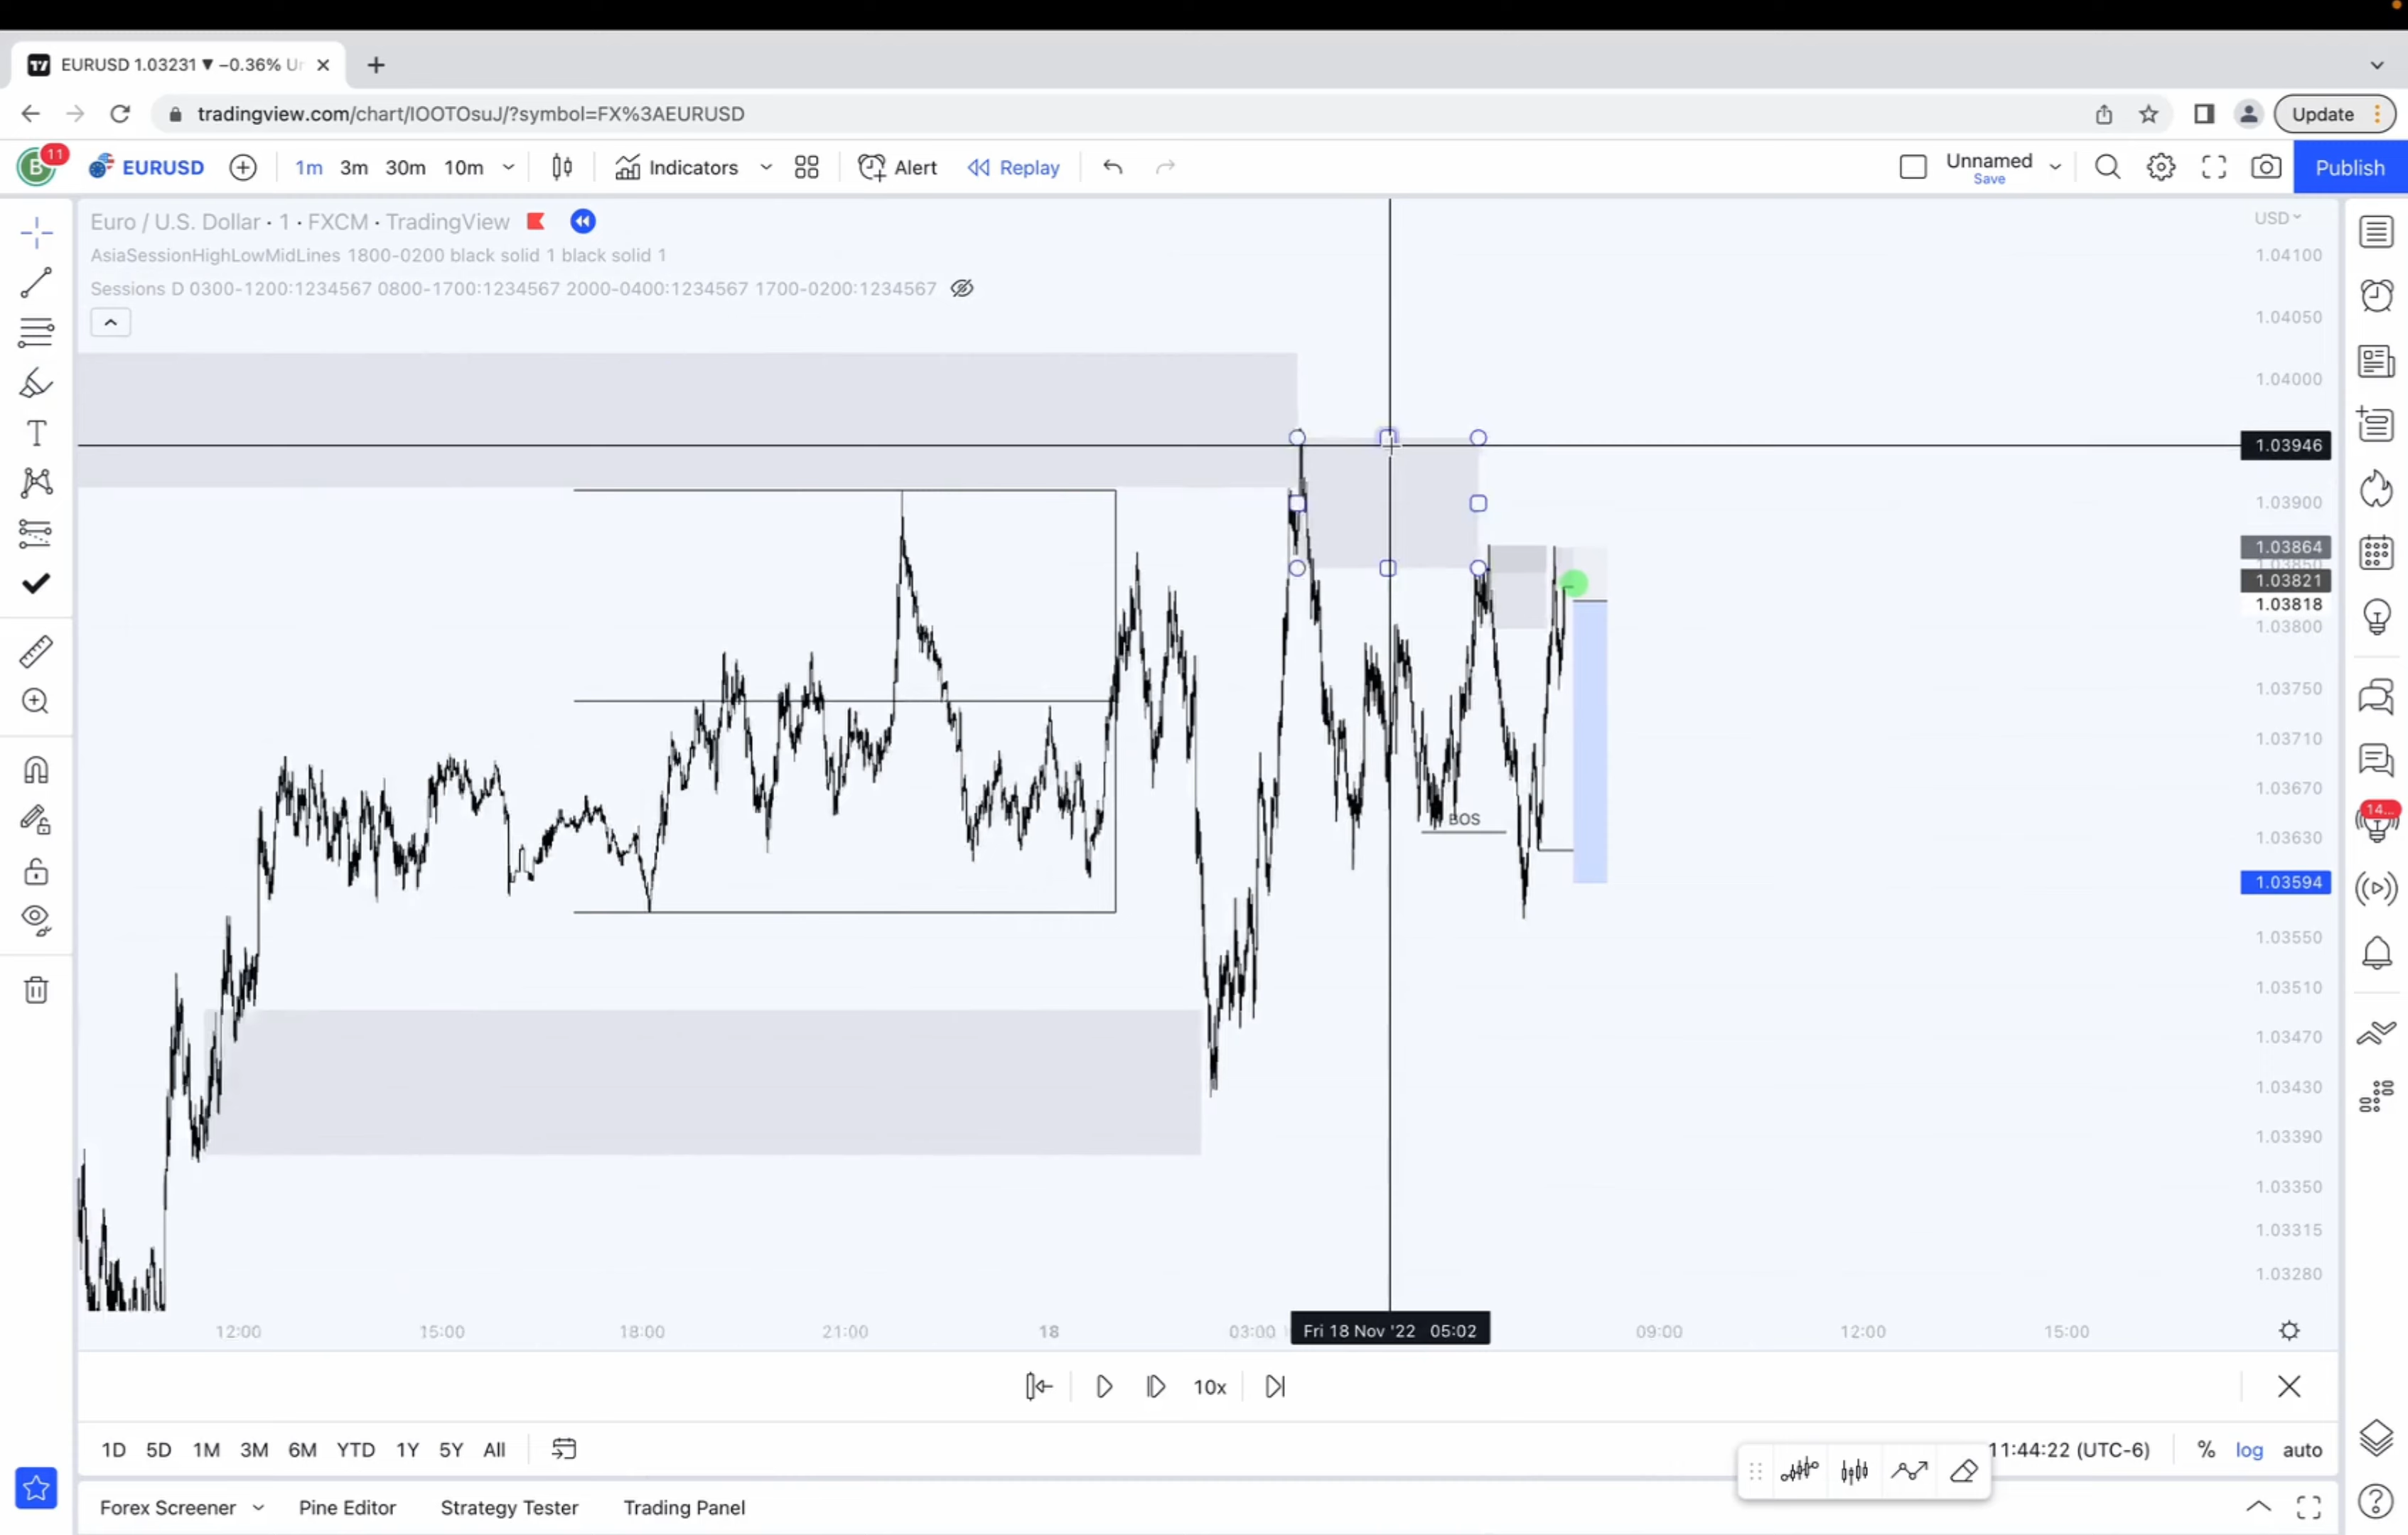 EURUSD 1.03231 ▼ −0.36% Un
tradingview.com/chart/IOOTOsuJ/?symbol=FX%3AEURUSD
Update
B 11 EURUSD 1m 3m 30m 10m Indicators Alert Replay Unnamed Save Publish
Euro / U.S. Dollar · 1 · FXCM · TradingView
AsiaSessionHighLowMidLines 1800-0200 black solid 1 black solid 1
Sessions D 0300-1200:1234567 0800-1700:1234567 2000-0400:1234567 1700-0200:1234567
USD
1.04100
1.04050
1.04000
1.03946
1.03900
1.03864
1.03821
1.03818
1.03800
1.03750
1.03710
1.03670
BOS
14...
1.03630
1.03594
1.03550
1.03510
1.03470
1.03430
1.03390
1.03350
1.03315
1.03280
12:00 15:00 18:00 21:00 18 03:00 Fri 18 Nov '22 05:02 09:00 12:00 15:00
10x
1D 5D 1M 3M 6M YTD 1Y 5Y All 11:44:22 (UTC-6) % log auto
Forex Screener Pine Editor Strategy Tester Trading Panel